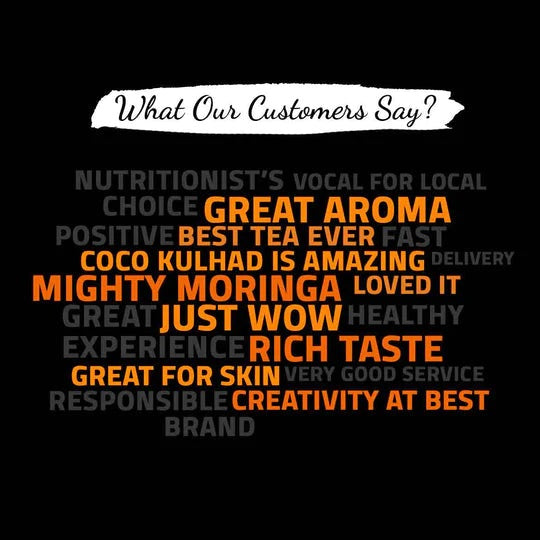 What Our Customers Say?
NUTRITIONIST'S VOCAL FOR LOCAL
CHOICE GREAT AROMA
POSITIVE BEST TEA EVER FAST
COCO KULHAD IS AMAZING DELIVERY
MIGHTY MORINGA LOVED IT
GREAT JUST WOW HEALTHY
EXPERIENCE RICH TASTE
GREAT FOR SKIN VERY GOOD SERVICE
RESPONSIBLE CREATIVITY AT BEST
BRAND